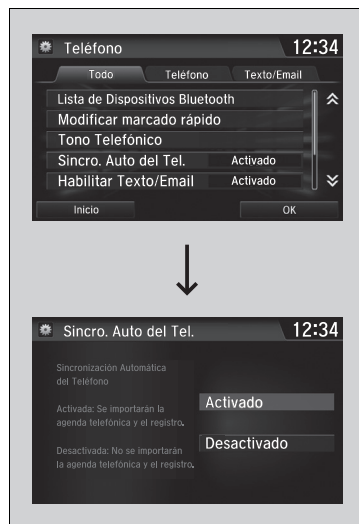 Teléfono 12:34
Todo Teléfono Texto/Email
Lista de Dispositivos Bluetooth
Modificar marcado rápido
Tono Telefónico
Sincro. Auto del Tel. Activado
Habilitar Texto/Email Activado
Inicio OK
Sincro. Auto del Tel. 12:34
Sincronización Automática
del Teléfono
Activada: Se importarán la
agenda telefónica y el registro.
Desactivada: No se importarán
la agenda telefónica y el registro.
Activado
Desactivado